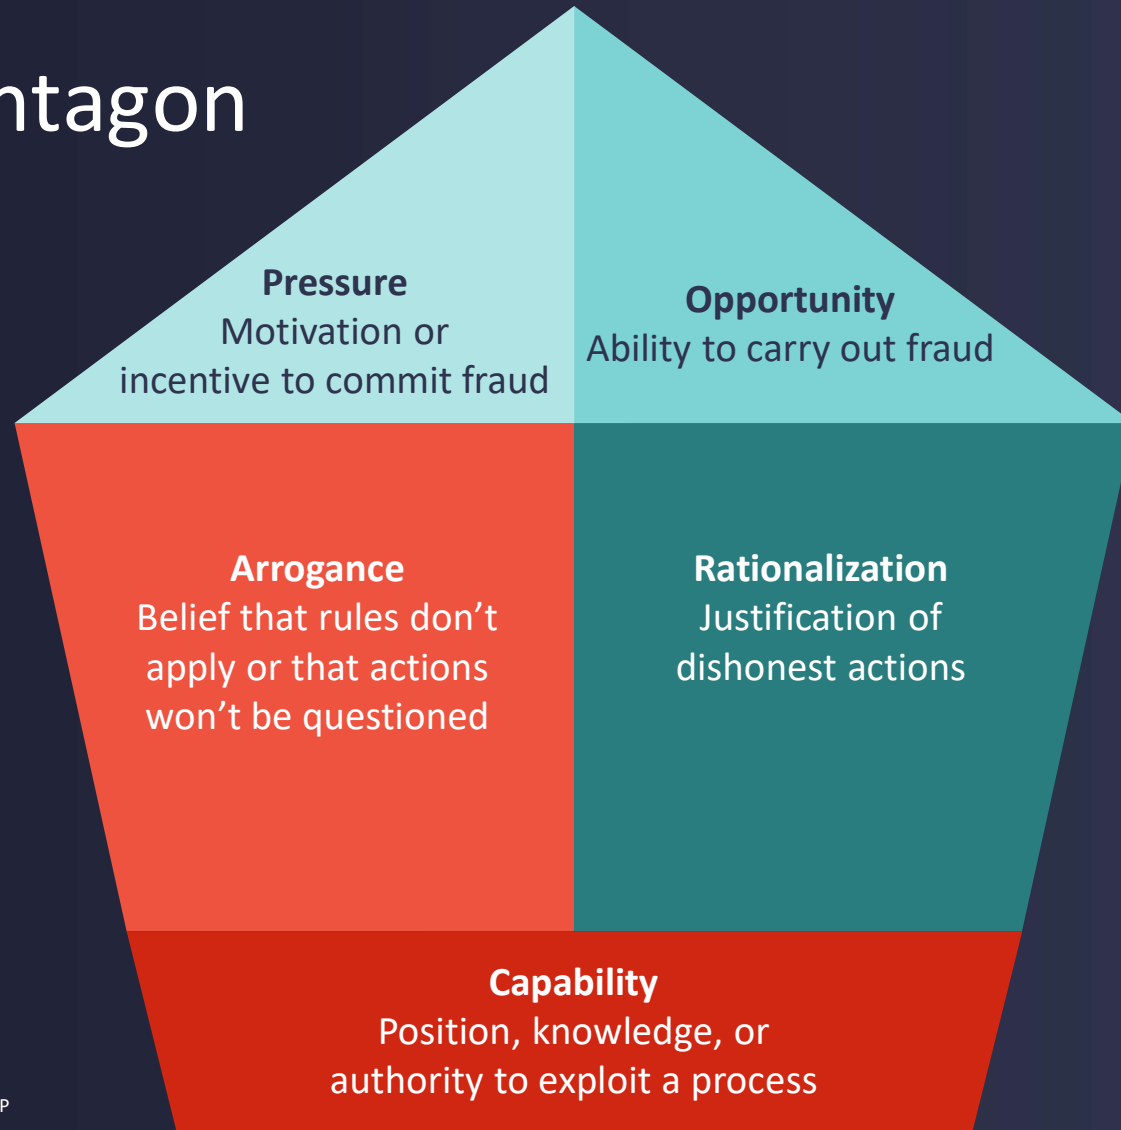 ntagon
Pressure
Motivation or
incentive to commit fraud
Opportunity
Ability to carry out fraud
Arrogance
Belief that rules don’t
apply or that actions
won’t be questioned
Rationalization
Justification of
dishonest actions
Capability
Position, knowledge, or
authority to exploit a process
P